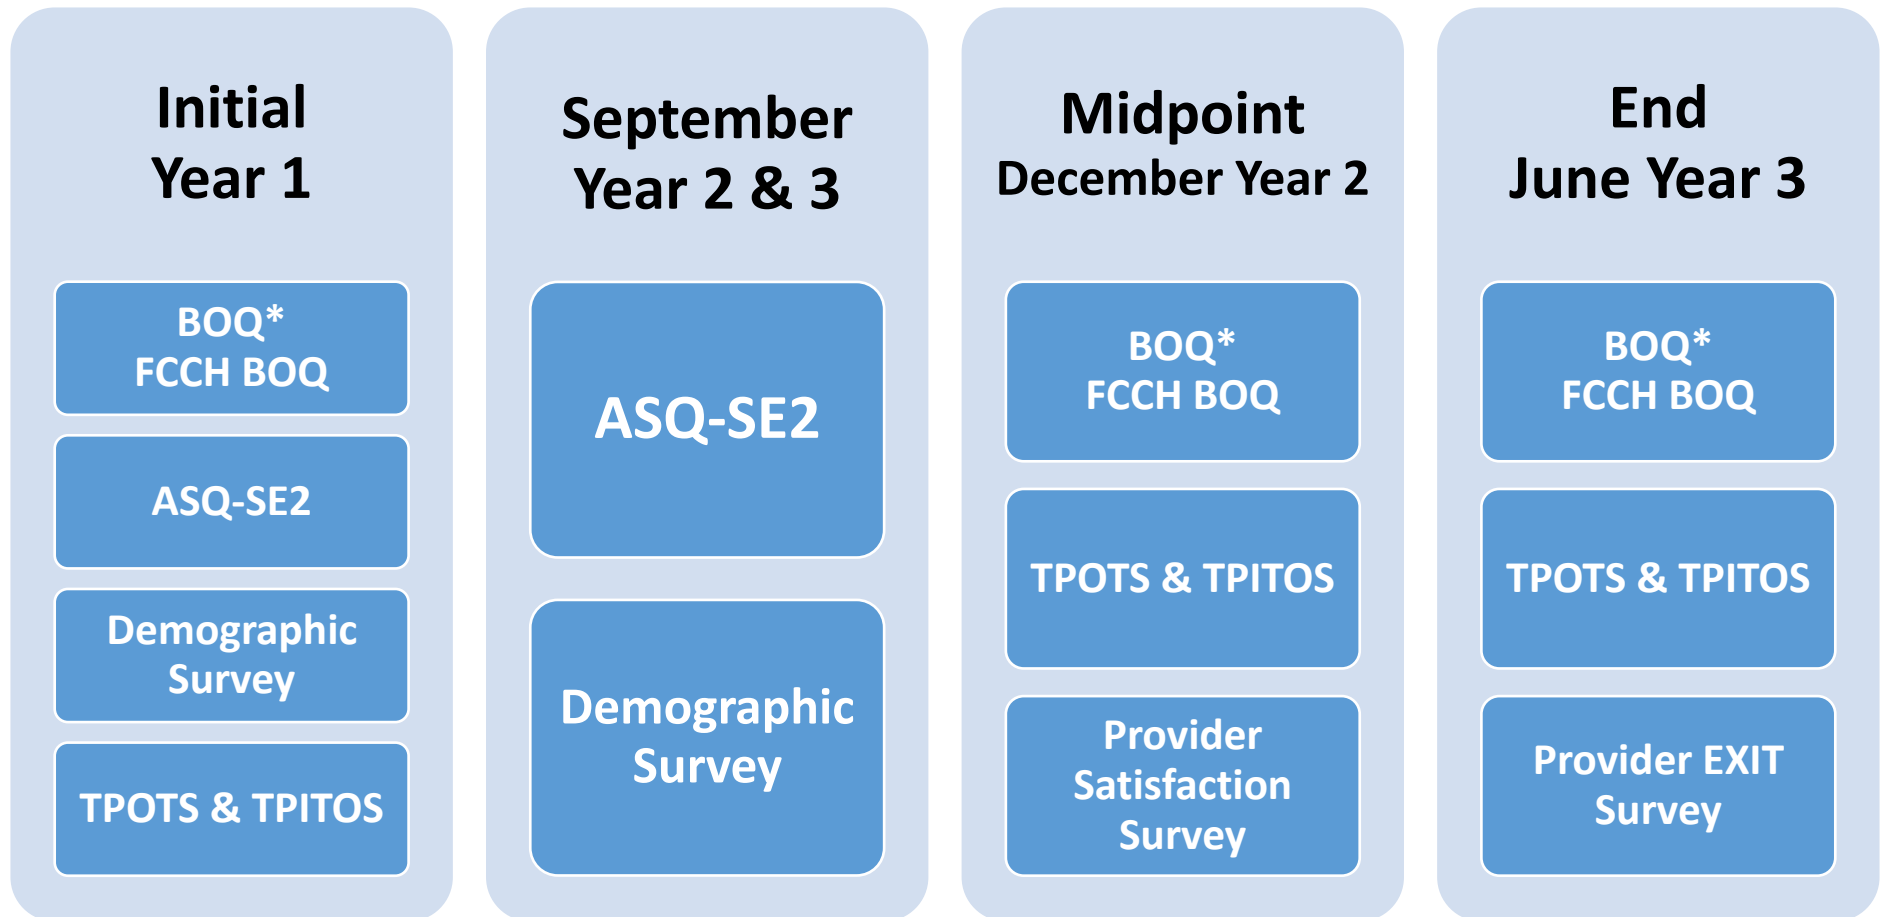 Initial
Year 1
BOQ*
FCCH BOQ
ASQ-SE2
Demographic
Survey
TPOTS & TPITOS
September
Year 2 & 3
ASQ-SE2
Demographic
Survey
Midpoint
December Year 2
BOQ*
FCCH BOQ
TPOTS & TPITOS
Provider
Satisfaction
Survey
End
June Year 3
BOQ*
FCCH BOQ
TPOTS & TPITOS
Provider EXIT
Survey